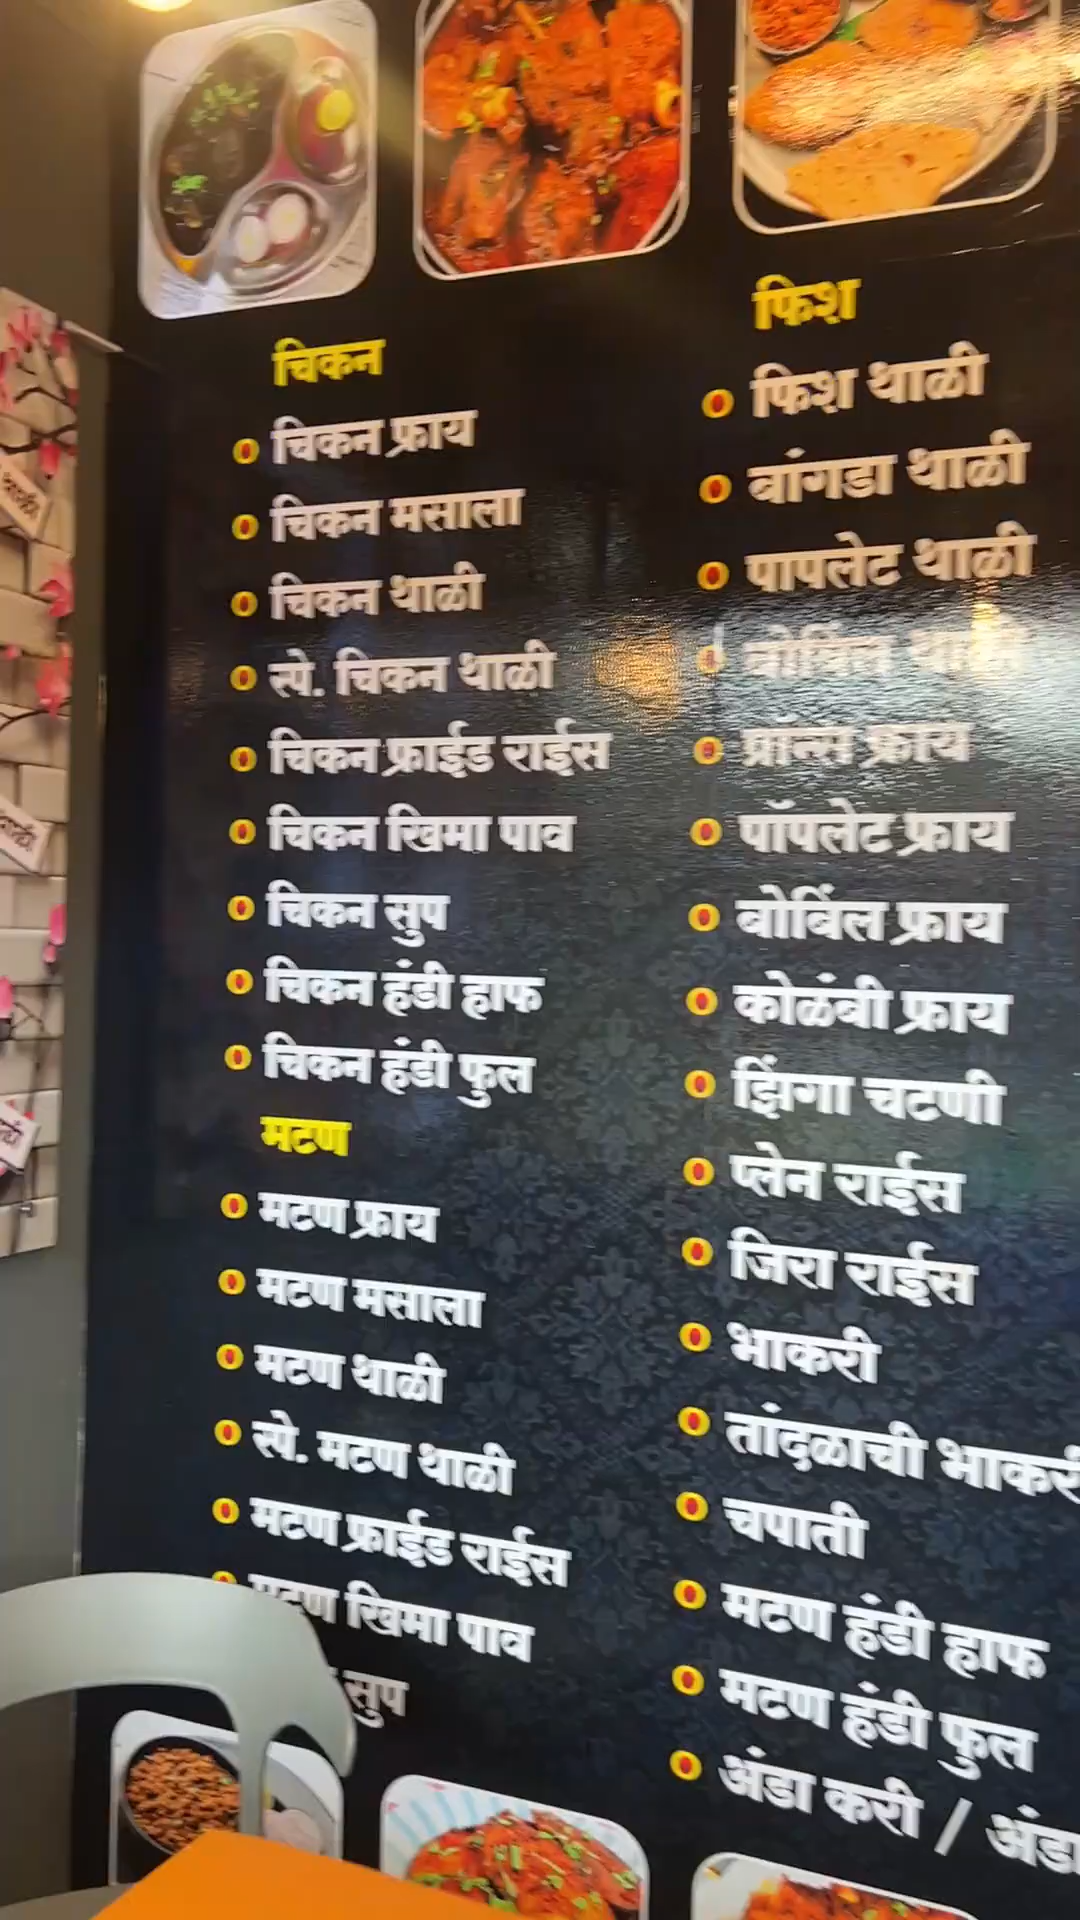 चिकन
चिकन फ्राय
चिकन मसाला
चिकन थाळी
स्पे. चिकन थाळी
चिकन फ्राईड राईस
चिकन खिमा पाव
चिकन सुप
चिकन हंडी हाफ
चिकन हंडी फुल
मटण
मटण फ्राय
मटण मसाला
मटण थाळी
स्पे. मटण थाळी
मटण फ्राईड राईस
मटण खिमा पाव
सुप
फिश
फिश थाळी
बांगडा थाळी
पापलेट थाळी
बोंबिल थाळी
प्रॉन्स फ्राय
पॉपलेट फ्राय
बोबिंल फ्राय
कोळंबी फ्राय
झिंगा चटणी
प्लेन राईस
जिरा राईस
भाकरी
तांदळाची भाकरी
चपाती
मटण हंडी हाफ
मटण हंडी फुल
अंडा करी / अंडा